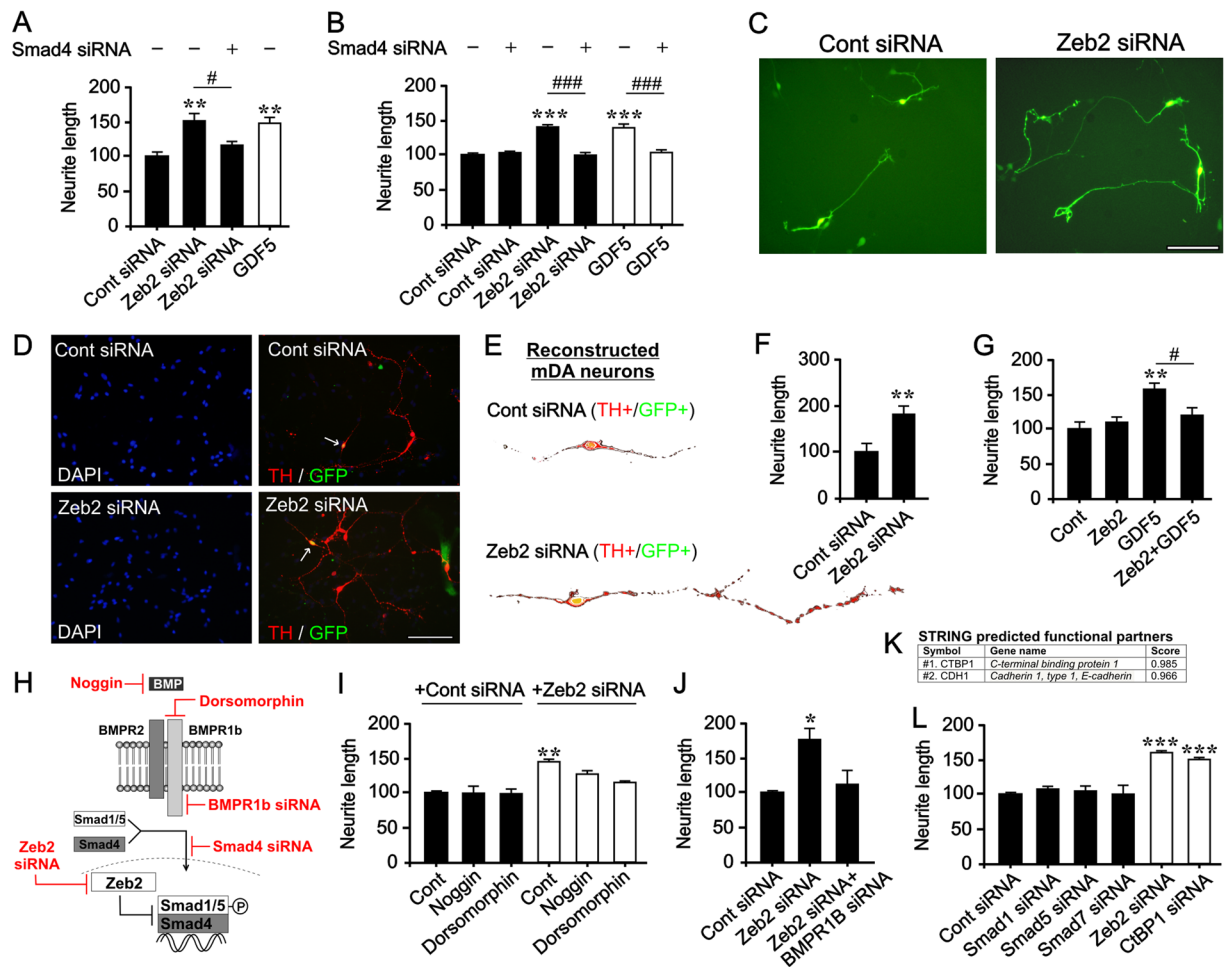 A
Smad4 siRNA − − + −
Neurite length
200
150
100
50
0
** # **
Cont siRNA
Zeb2 siRNA
Zeb2 siRNA
GDF5
B
Smad4 siRNA − + − + − +
Neurite length
200
150
100
50
0
*** ### *** ###
Cont siRNA
Cont siRNA
Zeb2 siRNA
Zeb2 siRNA
GDF5
GDF5
C
Cont siRNA
Zeb2 siRNA
D
Cont siRNA
DAPI
Cont siRNA
TH / GFP
Zeb2 siRNA
DAPI
Zeb2 siRNA
TH / GFP
E
Reconstructed
mDA neurons
Cont siRNA (TH+/GFP+)
Zeb2 siRNA (TH+/GFP+)
F
Neurite length
300
200
100
0
**
Cont siRNA
Zeb2 siRNA
G
Neurite length
200
150
100
50
0
** #
Cont
Zeb2
GDF5
Zeb2+GDF5
H
Noggin
BMP
Dorsomorphin
BMPR2
BMPR1b
BMPR1b siRNA
Smad1/5
Smad4
Smad4 siRNA
Zeb2
siRNA
Zeb2
Smad1/5
P
Smad4
I
+Cont siRNA
+Zeb2 siRNA
Neurite length
200
150
100
50
0
**
Cont
Noggin
Dorsomorphin
Cont
Noggin
Dorsomorphin
J
Neurite length
200
150
100
50
0
*
Cont siRNA
Zeb2 siRNA
Zeb2 siRNA+
BMPR1B siRNA
K
STRING predicted functional partners
Symbol Gene name Score
#1. CTBP1 C-terminal binding protein 1 0.985
#2. CDH1 Cadherin 1, type 1, E-cadherin 0.966
L
Neurite length
200
150
100
50
0
*** ***
Cont siRNA
Smad1 siRNA
Smad5 siRNA
Smad7 siRNA
Zeb2 siRNA
CtBP1 siRNA